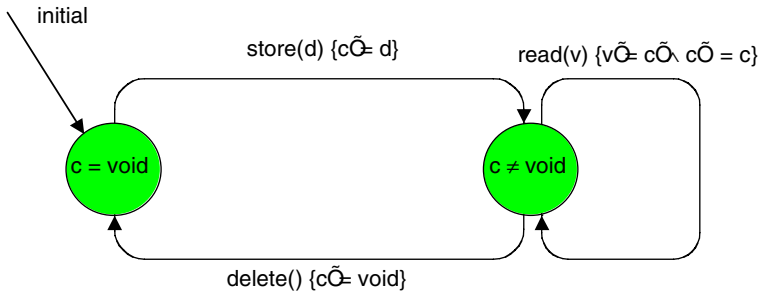 initial
store(d) {cÕ̃= d}
read(v) {vÕ̃= cÕ̃∧ cÕ̃ = c}
c = void
c ≠ void
delete() {cÕ̃= void}